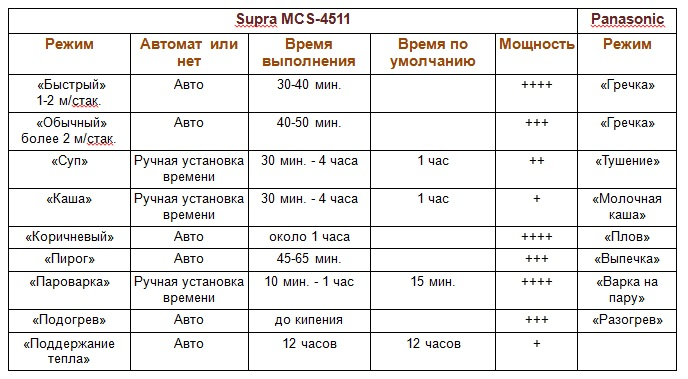 Supra MCS-4511 Panasonic
Режим Автомат или нет Время выполнения Время по умолчанию Мощность Режим
«Быстрый» 1-2 м/стак. Авто 30-40 мин. ++++ «Гречка»
«Обычный» более 2 м/стак. Авто 40-50 мин. +++ «Гречка»
«Суп» Ручная установка времени 30 мин. - 4 часа 1 час ++ «Тушение»
«Каша» Ручная установка времени 30 мин. - 4 часа 1 час + «Молочная каша»
«Коричневый» Авто около 1 часа ++++ «Плов»
«Пирог» Авто 45-65 мин. +++ «Выпечка»
«Пароварка» Ручная установка времени 10 мин. - 1 час 15 мин. ++++ «Варка на пару»
«Подогрев» Авто до кипения +++ «Разогрев»
«Поддержание тепла» Авто 12 часов 12 часов +